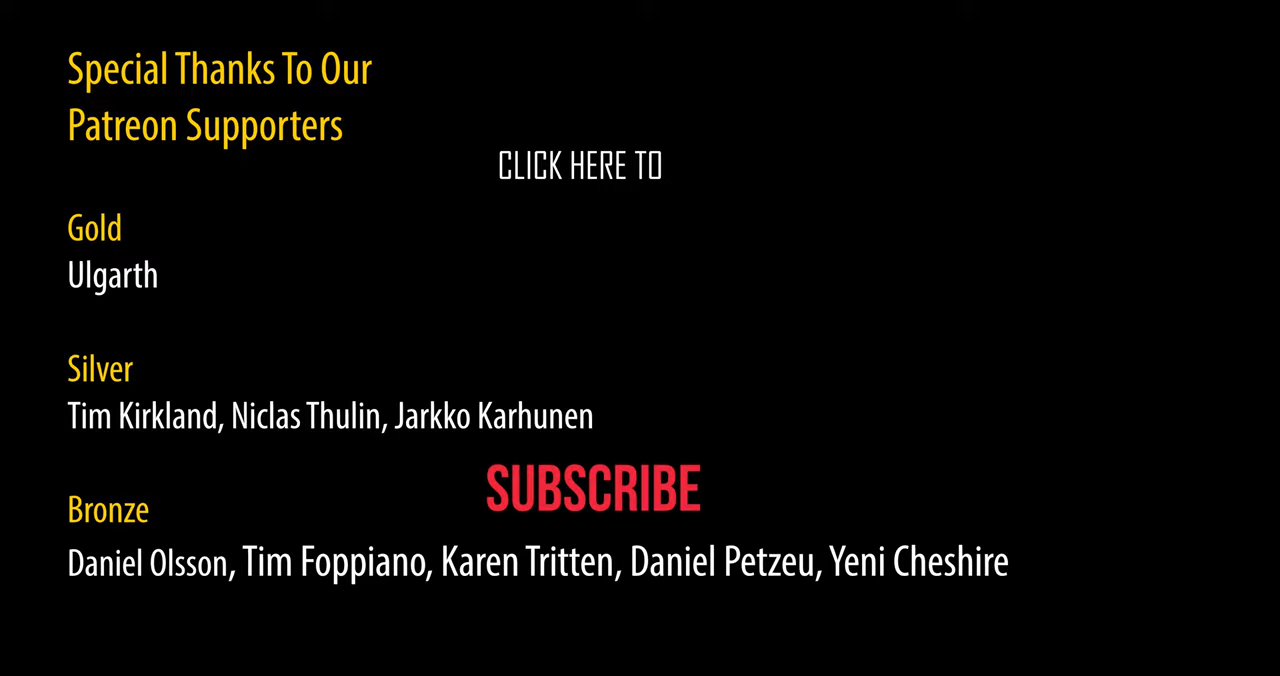 Special Thanks To Our
Patreon Supporters
CLICK HERE TO
Gold
Ulgarth
Silver
Tim Kirkland, Niclas Thulin, Jarkko Karhunen
SUBSCRIBE
Bronze
Daniel Olsson, Tim Foppiano, Karen Tritten, Daniel Petzeu, Yeni Cheshire